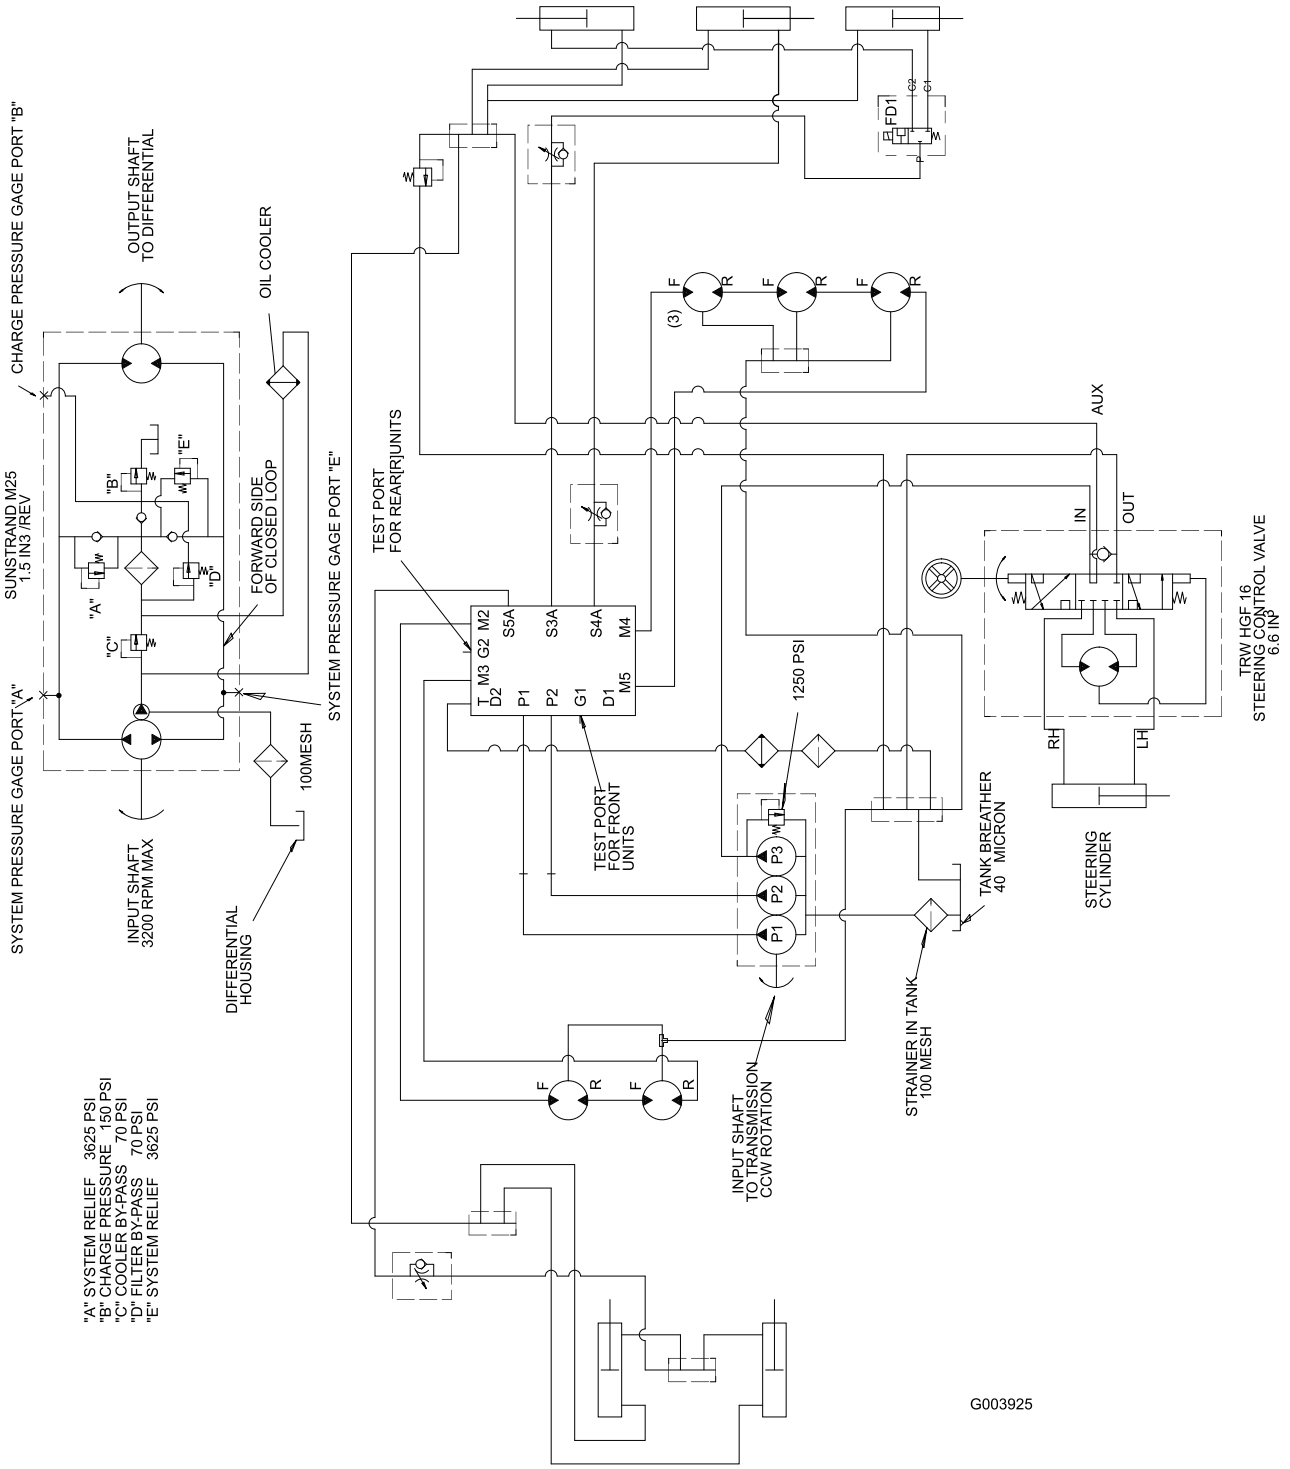 SYSTEM PRESSURE GAGE PORT "A"
CHARGE PRESSURE GAGE PORT "B"
SUNSTRAND M25
1.5 IN3 /REV
OUTPUT SHAFT
TO DIFFERENTIAL
OIL COOLER
"B"
"E"
"A"
"D"
"C"
FORWARD SIDE
OF CLOSED LOOP
SYSTEM PRESSURE GAGE PORT "E"
INPUT SHAFT
3200 RPM MAX
100MESH
DIFFERENTIAL
HOUSING
"A" SYSTEM RELIEF 3625 PSI
"B" CHARGE PRESSURE 150 PSI
"C" COOLER BY-PASS 70 PSI
"D" FILTER BY-PASS 70 PSI
"E" SYSTEM RELIEF 3625 PSI
TEST PORT
FOR REAR[R]UNITS
M2
G2
M3
T
S5A
D2
P1
S3A
P2
S4A
G1
M4
M5
D1
TEST PORT
FOR FRONT
UNITS
FD1
C2
C1
P
(3)
F
R
F
R
F
R
F
R
F
R
1250 PSI
P3
P2
P1
INPUT SHAFT
TO TRANSMISSION
CCW ROTATION
STRAINER IN TANK
100 MESH
TANK BREATHER
40 MICRON
AUX
IN
OUT
TRW HGF 16
STEERING CONTROL VALVE
6.6 IN3
RH
LH
STEERING
CYLINDER
G003925